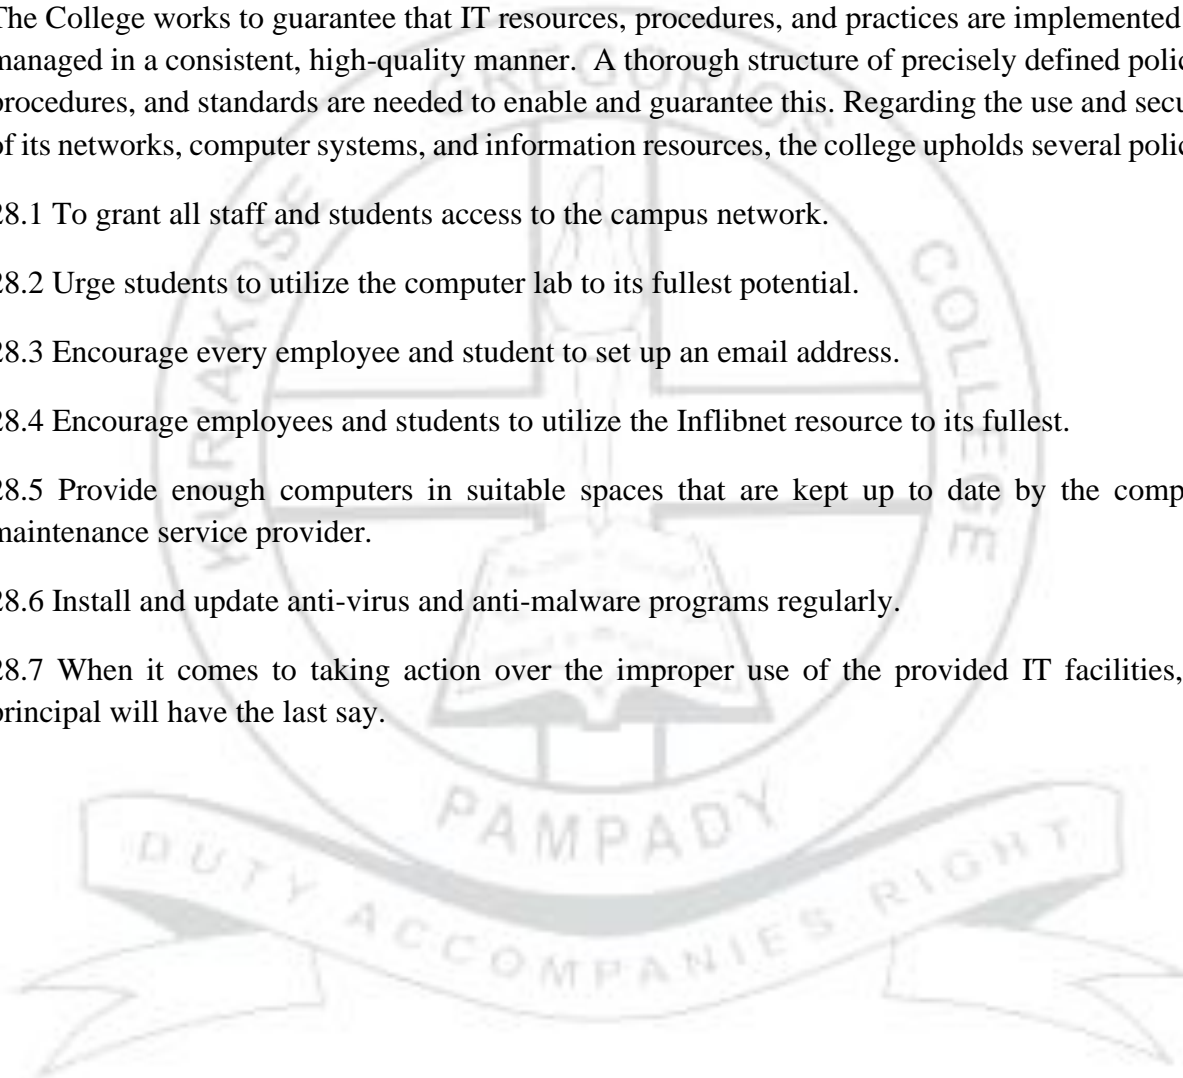 The College works to guarantee that IT resources, procedures, and practices are implemented
managed in a consistent, high-quality manner. A thorough structure of precisely defined polic
procedures, and standards are needed to enable and guarantee this. Regarding the use and secu
of its networks, computer systems, and information resources, the college upholds several polic
28.1 To grant all staff and students access to the campus network.
28.2 Urge students to utilize the computer lab to its fullest potential.
28.3 Encourage every employee and student to set up an email address.
28.4 Encourage employees and students to utilize the Inflibnet resource to its fullest.
28.5 Provide enough computers in suitable spaces that are kept up to date by the comp
maintenance service provider.
28.6 Install and update anti-virus and anti-malware programs regularly.
28.7 When it comes to taking action over the improper use of the provided IT facilities,
principal will have the last say.
KURIAKOSE GREGORIOS COLLEGE
PAMPADY
DUTY ACCOMPANIES RIGHT